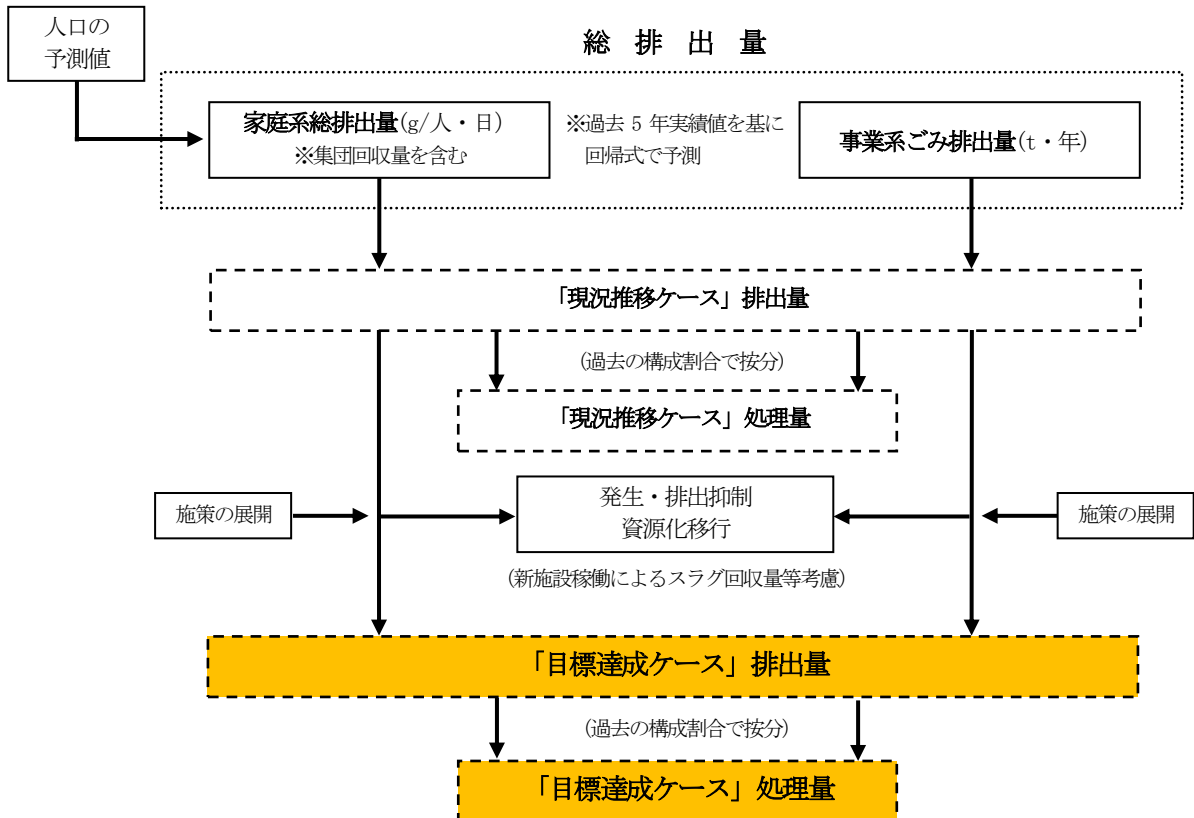 人口の
予測値
総 排 出 量
家庭系総排出量(g/人・日)
※集団回収量を含む
※過去 5 年実績値を基に
回帰式で予測
事業系ごみ排出量(t・年)
「現況推移ケース」排出量
(過去の構成割合で按分)
「現況推移ケース」処理量
施策の展開
発生・排出抑制
資源化移行
施策の展開
(新施設稼働によるスラグ回収量等考慮)
「目標達成ケース」排出量
(過去の構成割合で按分)
「目標達成ケース」処理量